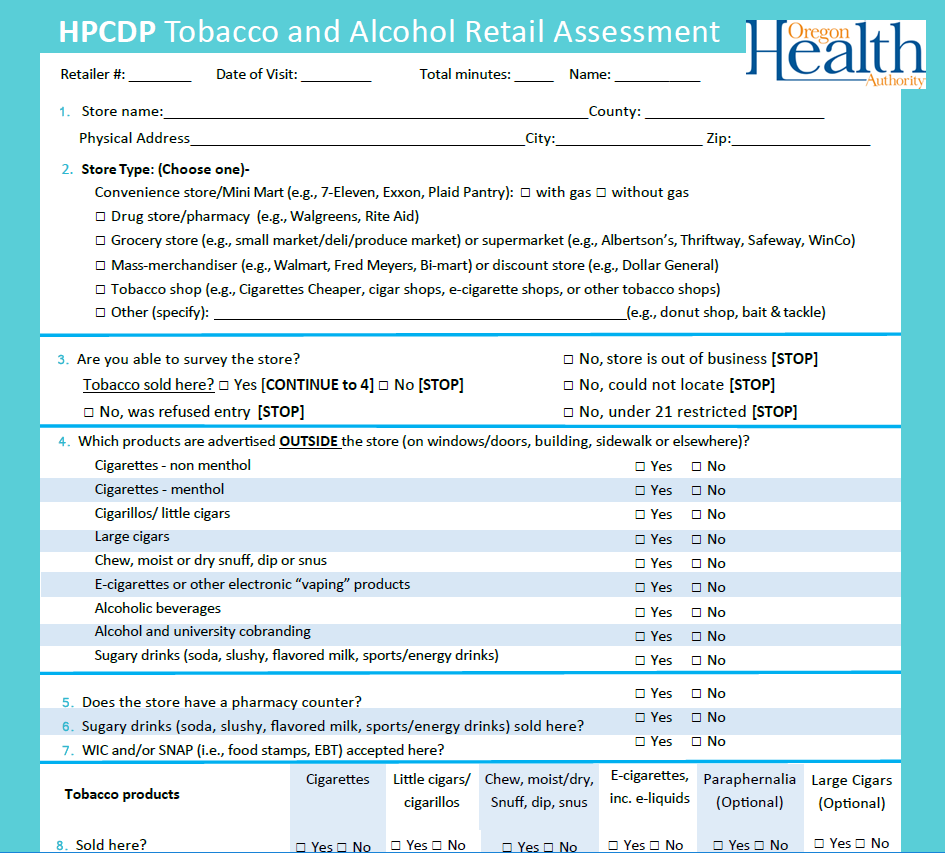 HPCDP Tobacco and Alcohol Retail Assessment
Oregon
Health
Authority
Retailer #: ________ Date of Visit: _________ Total minutes: _____ Name: ___________
1. Store name:_______________________________________________________County: _______________________
Physical Address___________________________________________City:___________________ Zip:__________________
2. Store Type: (Choose one)-
Convenience store/Mini Mart (e.g., 7-Eleven, Exxon, Plaid Pantry): ☐ with gas ☐ without gas
☐ Drug store/pharmacy (e.g., Walgreens, Rite Aid)
☐ Grocery store (e.g., small market/deli/produce market) or supermarket (e.g., Albertson's, Thriftway, Safeway, WinCo)
☐ Mass-merchandiser (e.g., Walmart, Fred Meyers, Bi-mart) or discount store (e.g., Dollar General)
☐ Tobacco shop (e.g., Cigarettes Cheaper, cigar shops, e-cigarette shops, or other tobacco shops)
☐ Other (specify): _____________________________________________________(e.g., donut shop, bait & tackle)
3. Are you able to survey the store? ☐ No, store is out of business [STOP]
Tobacco sold here? ☐ Yes [CONTINUE to 4] ☐ No [STOP] ☐ No, could not locate [STOP]
☐ No, was refused entry [STOP] ☐ No, under 21 restricted [STOP]
4. Which products are advertised OUTSIDE the store (on windows/doors, building, sidewalk or elsewhere)?
Cigarettes - non menthol ☐ Yes ☐ No
Cigarettes - menthol ☐ Yes ☐ No
Cigarillos/ little cigars ☐ Yes ☐ No
Large cigars ☐ Yes ☐ No
Chew, moist or dry snuff, dip or snus ☐ Yes ☐ No
E-cigarettes or other electronic “vaping” products ☐ Yes ☐ No
Alcoholic beverages ☐ Yes ☐ No
Alcohol and university cobranding ☐ Yes ☐ No
Sugary drinks (soda, slushy, flavored milk, sports/energy drinks) ☐ Yes ☐ No
5. Does the store have a pharmacy counter? ☐ Yes ☐ No
6. Sugary drinks (soda, slushy, flavored milk, sports/energy drinks) sold here? ☐ Yes ☐ No
7. WIC and/or SNAP (i.e., food stamps, EBT) accepted here? ☐ Yes ☐ No
Tobacco products
Cigarettes
Little cigars/
cigarillos
Chew, moist/dry,
Snuff, dip, snus
E-cigarettes,
inc. e-liquids
Paraphernalia
(Optional)
Large Cigars
(Optional)
8. Sold here? ☐ Yes ☐ No ☐ Yes ☐ No ☐ Yes ☐ No ☐ Yes ☐ No ☐ Yes ☐ No ☐ Yes ☐ No